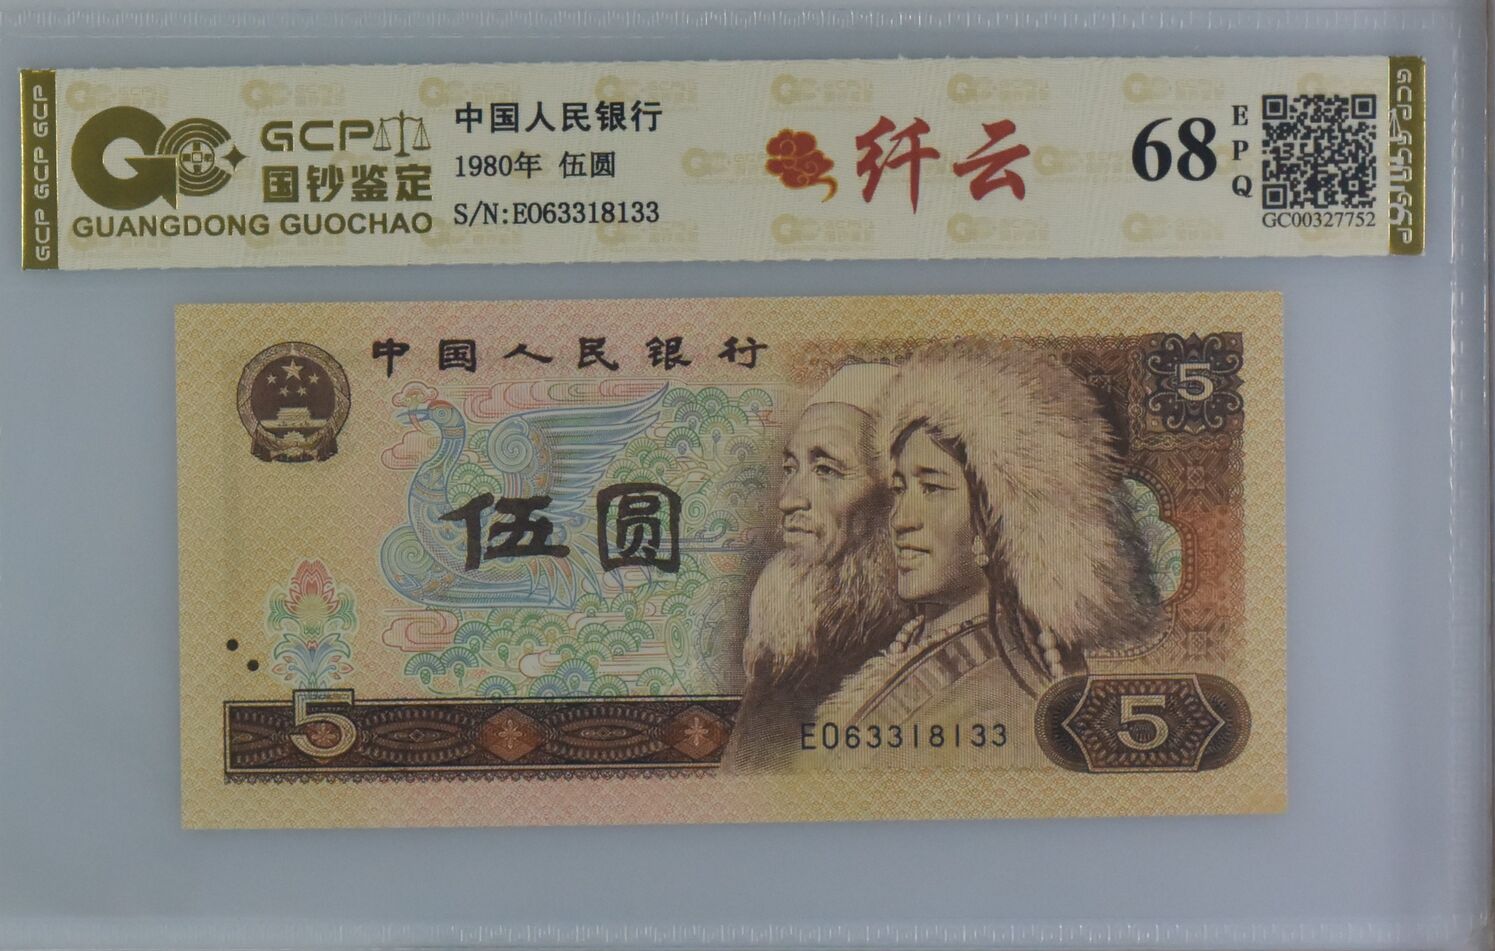 GCP GCP GCP
GCP
国钞鉴定
GUANGDONG GUOCHAO
中国人民银行
1980年 伍圆
S/N:E063318133
纤云
68
EPQ
GC00327752
中国人民银行
5
伍圆
5
E063318133
5